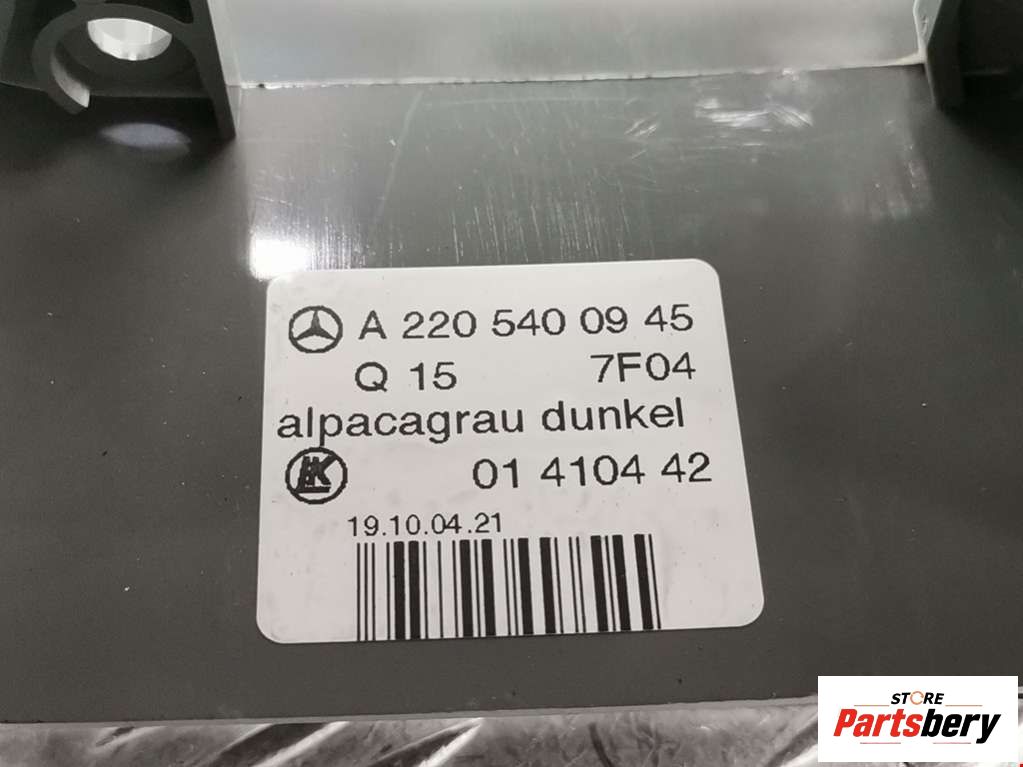 A 220 540 09 45
Q 15 7F04
alpacagrau dunkel
01 4104 42
19.10.04.21
STORE
Partsbery